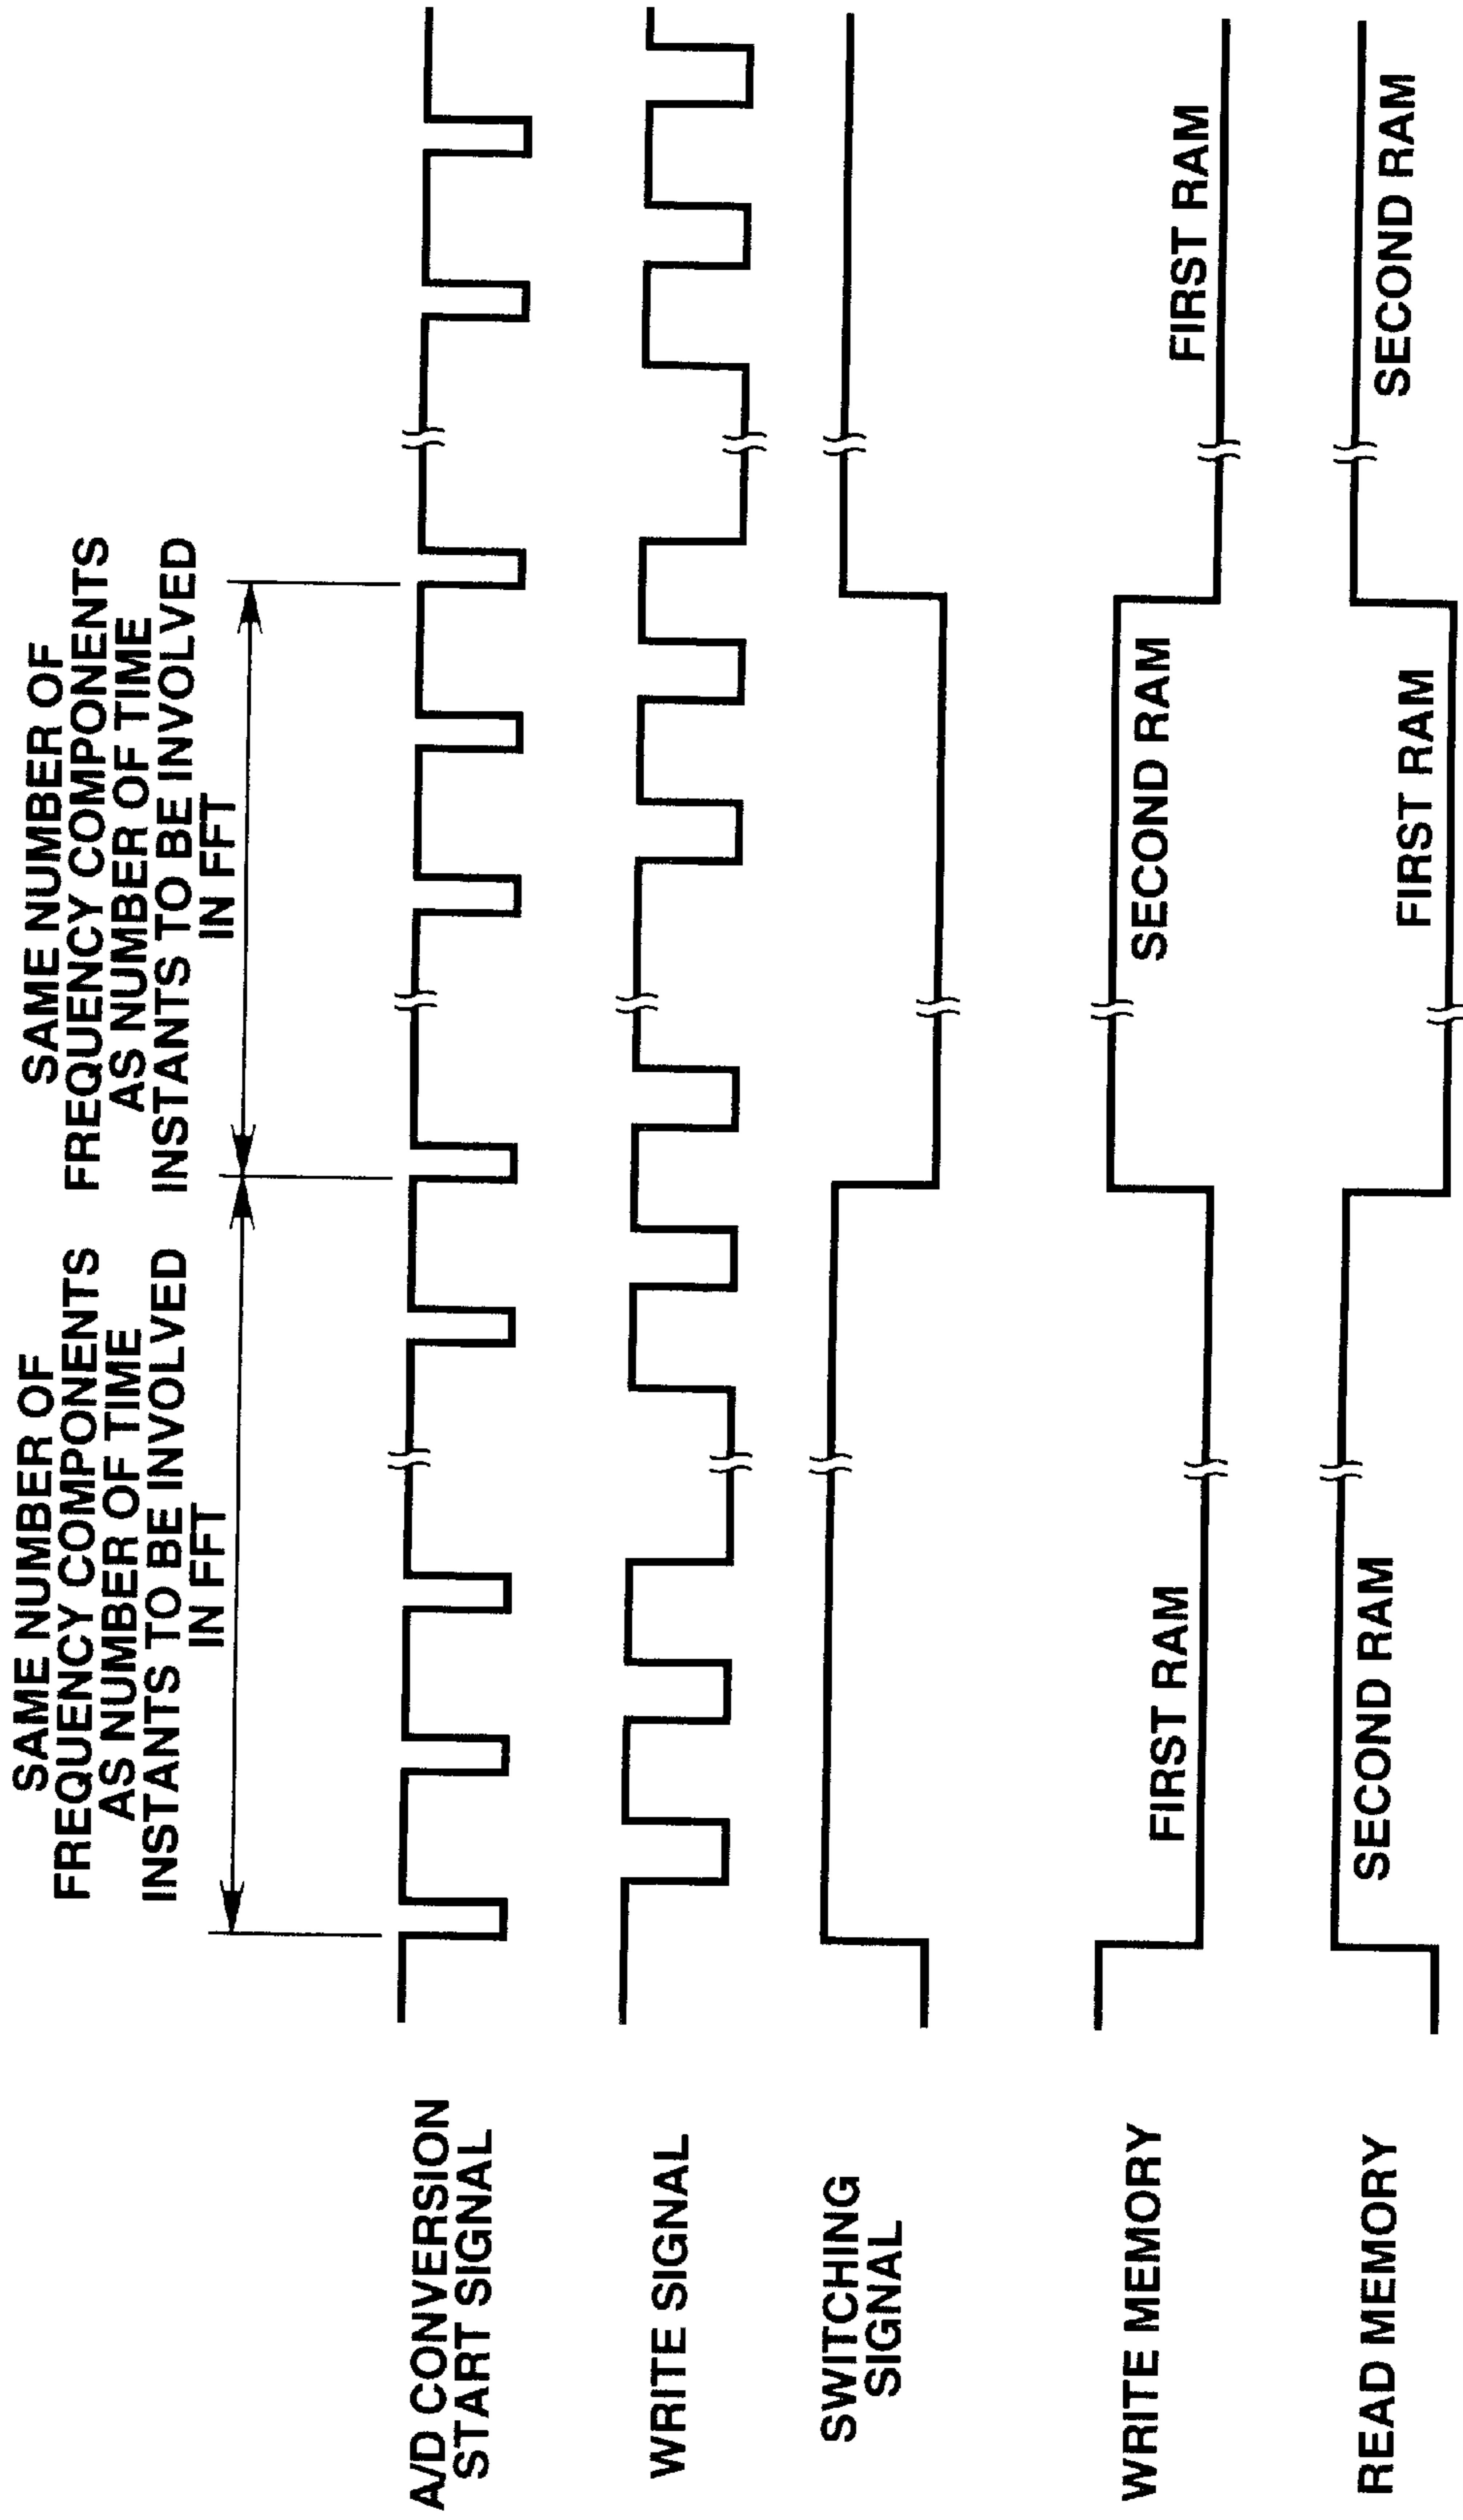 SAME NUMBER OF
FREQUENCY COMPONENTS
AS NUMBER OF TIME
INSTANTS TO BE INVOLVED
IN FFT
SAME NUMBER OF
FREQUENCY COMPONENTS
AS NUMBER OF TIME
INSTANTS TO BE INVOLVED
IN FFT
A/D CONVERSION
START SIGNAL
WRITE SIGNAL
SWITCHING
SIGNAL
WRITE MEMORY
FIRST RAM
SECOND RAM
FIRST RAM
READ MEMORY
SECOND RAM
FIRST RAM
SECOND RAM